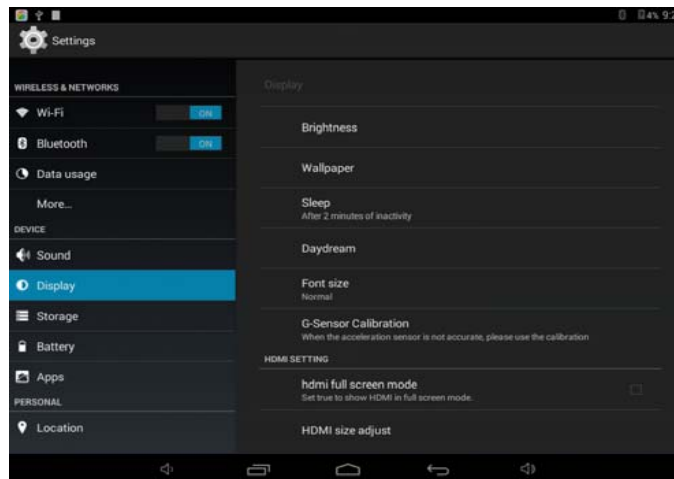 4% 9:2
Settings
WIRELESS & NETWORKS
Wi-Fi ON
Bluetooth ON
Data usage
More...
DEVICE
Sound
Display
Storage
Battery
Apps
PERSONAL
Location
Display
Brightness
Wallpaper
Sleep
After 2 minutes of inactivity
Daydream
Font size
Normal
G-Sensor Calibration
When the acceleration sensor is not accurate, please use the calibration
HDMI SETTING
hdmi full screen mode
Set true to show HDMI in full screen mode.
HDMI size adjust